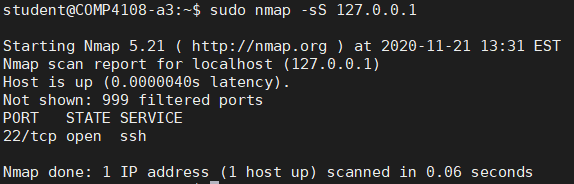 student@COMP4108-a3:~$ sudo nmap -sS 127.0.0.1
Starting Nmap 5.21 ( http://nmap.org ) at 2020-11-21 13:31 EST
Nmap scan report for localhost (127.0.0.1)
Host is up (0.0000040s latency).
Not shown: 999 filtered ports
PORT   STATE SERVICE
22/tcp open  ssh
Nmap done: 1 IP address (1 host up) scanned in 0.06 seconds